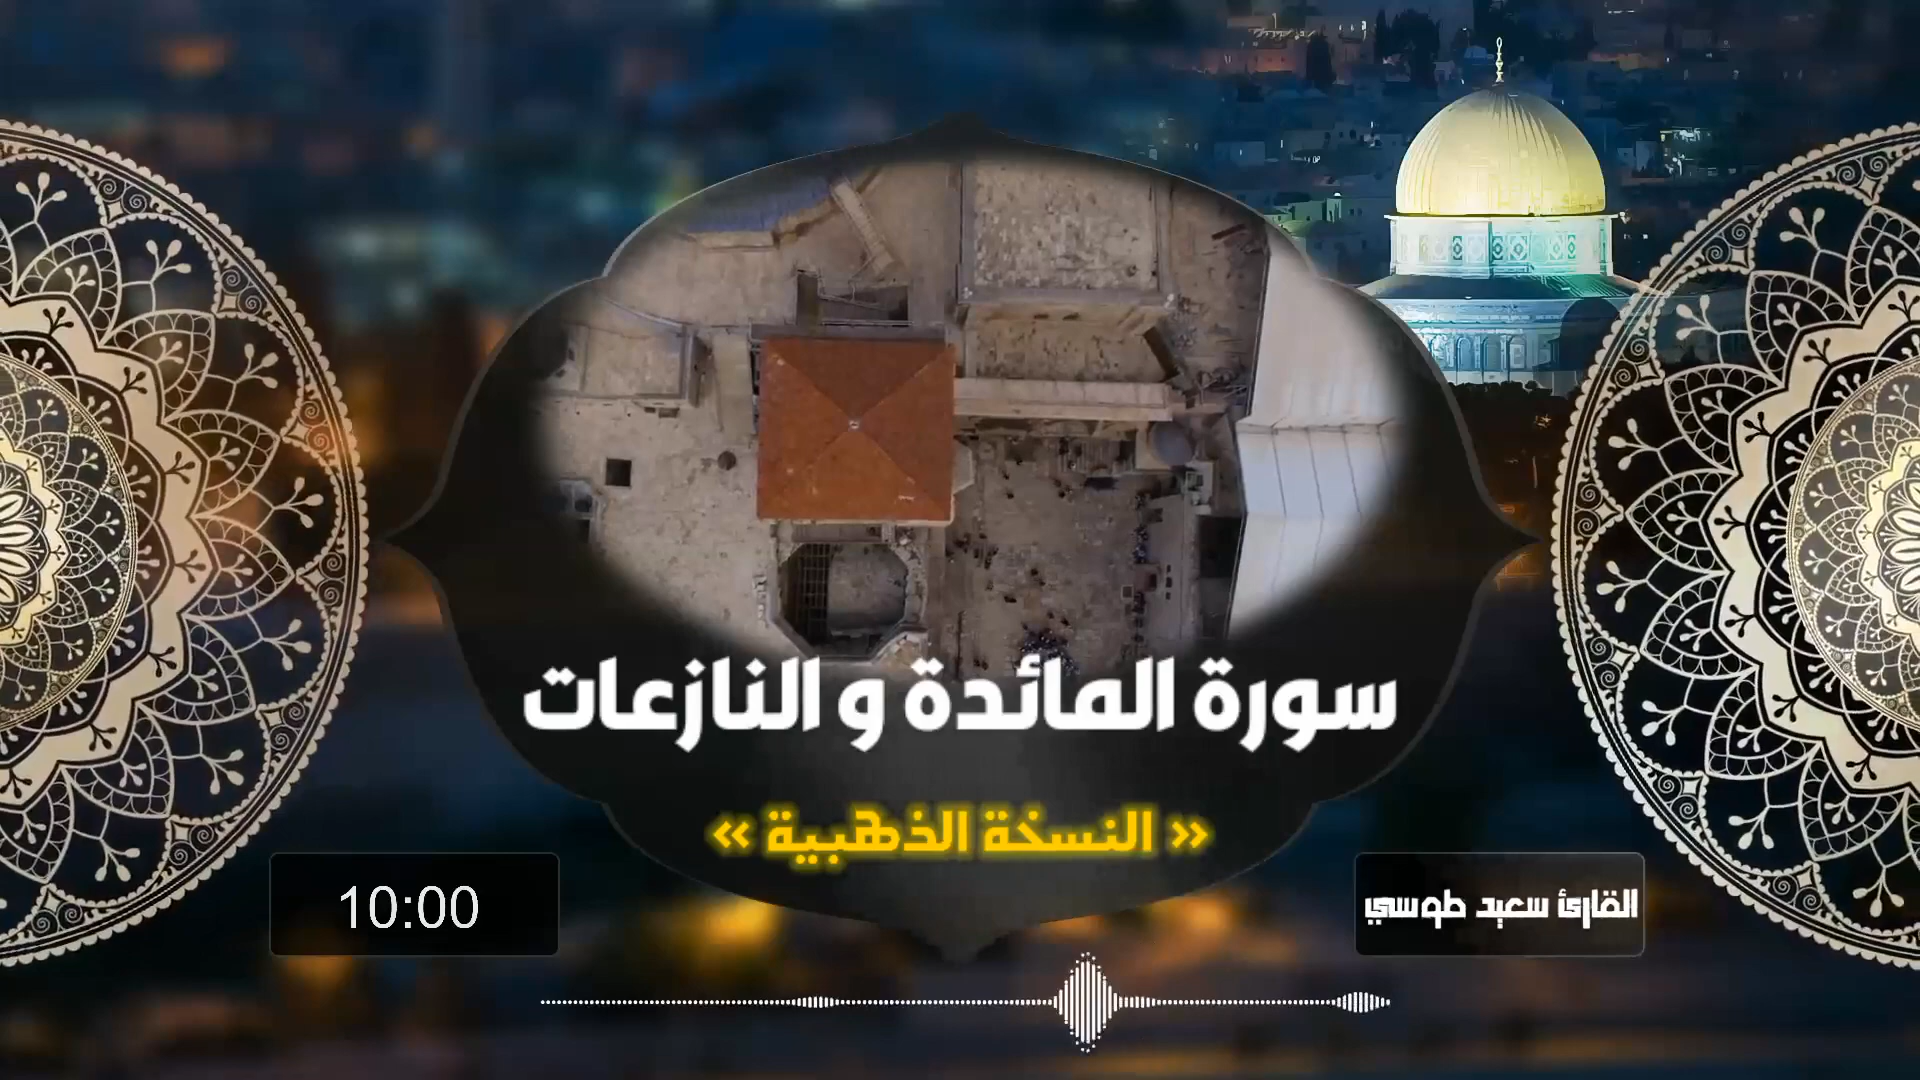 سورة المائدة و النازعات
« النسخة الذهبية »
10:00
القارئ سعيد طوسي